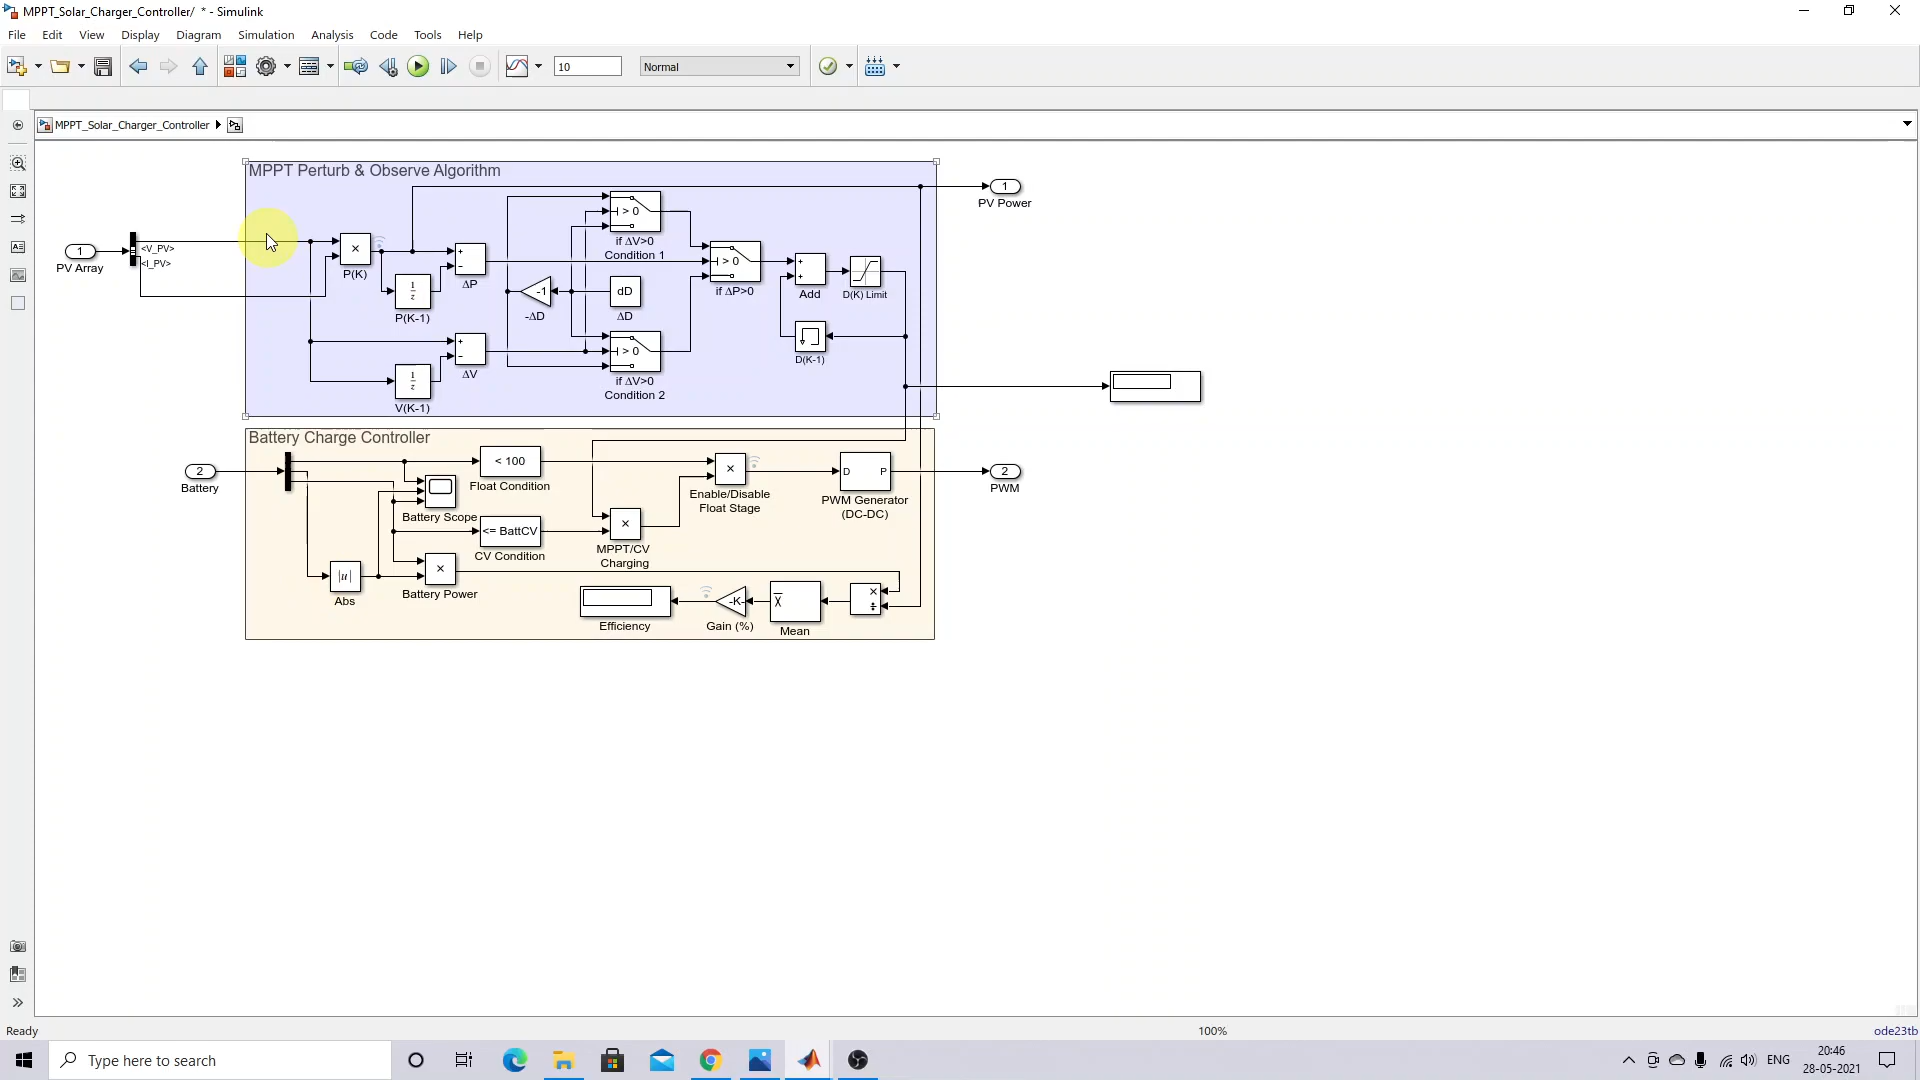 MPPT_Solar_Charger_Controller/ * - Simulink
File Edit View Display Diagram Simulation Analysis Code Tools Help
10
Normal
MPPT_Solar_Charger_Controller
MPPT Perturb & Observe Algorithm
1
PV Array
<V_PV>
<I_PV>
×
P(K)
1
z
P(K-1)
+
−
ΔP
1
z
V(K-1)
+
−
ΔV
-1
-ΔD
dD
ΔD
> 0
if ΔV>0
Condition 1
> 0
if ΔV>0
Condition 2
> 0
if ΔP>0
+
+
Add
D(K) Limit
D(K-1)
1
PV Power
Battery Charge Controller
2
Battery
< 100
Float Condition
Battery Scope
<= BattCV
CV Condition
|u|
Abs
×
Battery Power
×
MPPT/CV
Charging
×
Enable/Disable
Float Stage
D P
PWM Generator
(DC-DC)
2
PWM
Efficiency
-K-
Gain (%)
x
Mean
×
÷
Ready
100%
ode23tb
Type here to search
ENG
20:46
28-05-2021